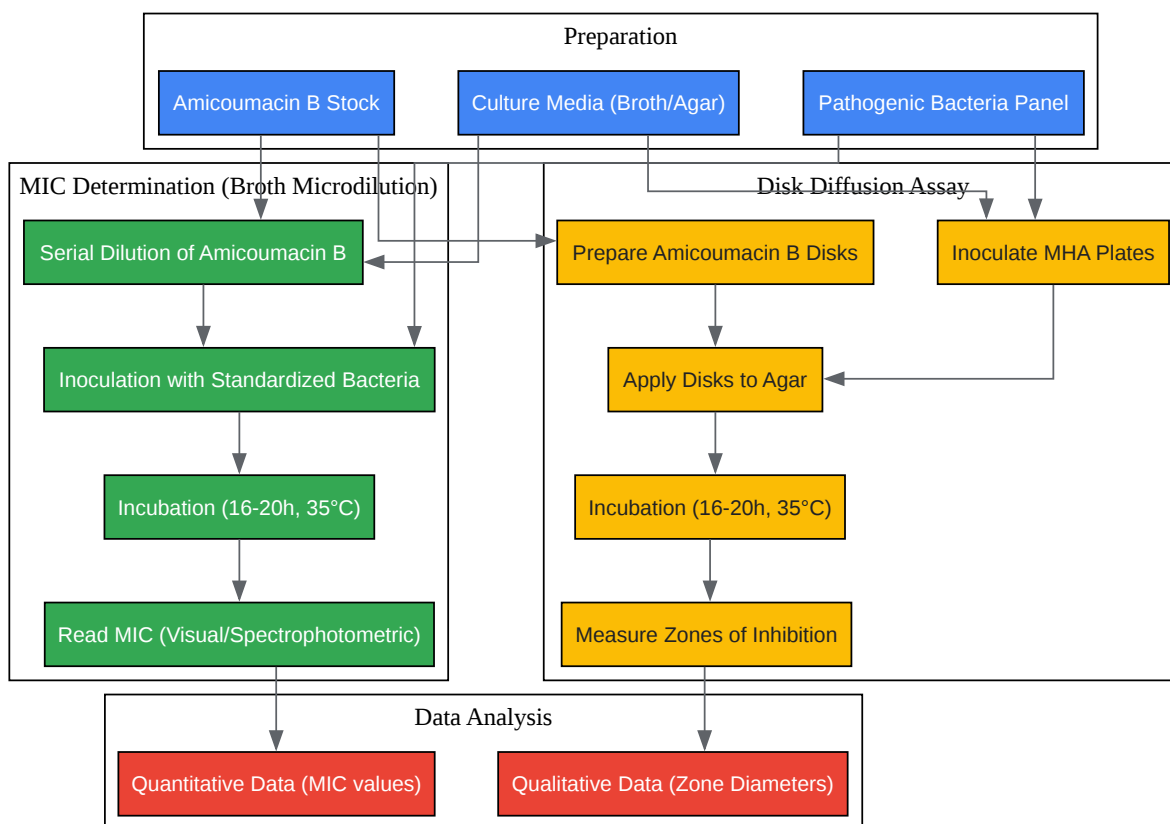 Preparation
Amicoumacin B Stock
Culture Media (Broth/Agar)
Pathogenic Bacteria Panel
MIC Determination (Broth Microdilution)
Serial Dilution of Amicoumacin B
Inoculation with Standardized Bacteria
Incubation (16-20h, 35°C)
Read MIC (Visual/Spectrophotometric)
Disk Diffusion Assay
Prepare Amicoumacin B Disks
Inoculate MHA Plates
Apply Disks to Agar
Incubation (16-20h, 35°C)
Measure Zones of Inhibition
Data Analysis
Quantitative Data (MIC values)
Qualitative Data (Zone Diameters)